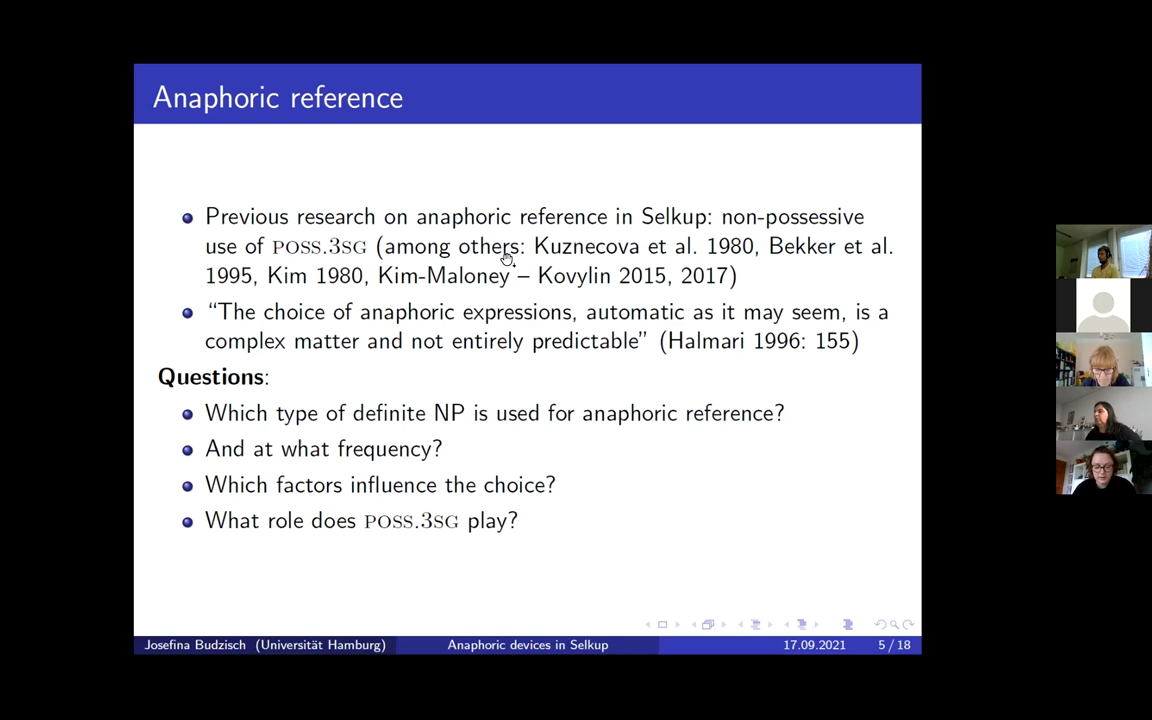 Anaphoric reference
Previous research on anaphoric reference in Selkup: non-possessive
use of POSS.3SG (among others: Kuznecova et al. 1980, Bekker et al.
1995, Kim 1980, Kim-Maloney – Kovylin 2015, 2017)
“The choice of anaphoric expressions, automatic as it may seem, is a
complex matter and not entirely predictable” (Halmari 1996: 155)
Questions:
Which type of definite NP is used for anaphoric reference?
And at what frequency?
Which factors influence the choice?
What role does POSS.3SG play?
Josefina Budzisch (Universität Hamburg) Anaphoric devices in Selkup 17.09.2021 5 / 18